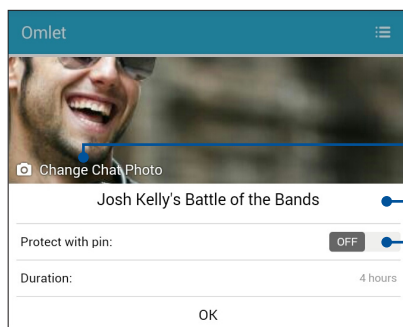 Omlet
Change Chat Photo
Josh Kelly's Battle of the Bands
Protect with pin:
OFF
Duration:
4 hours
OK